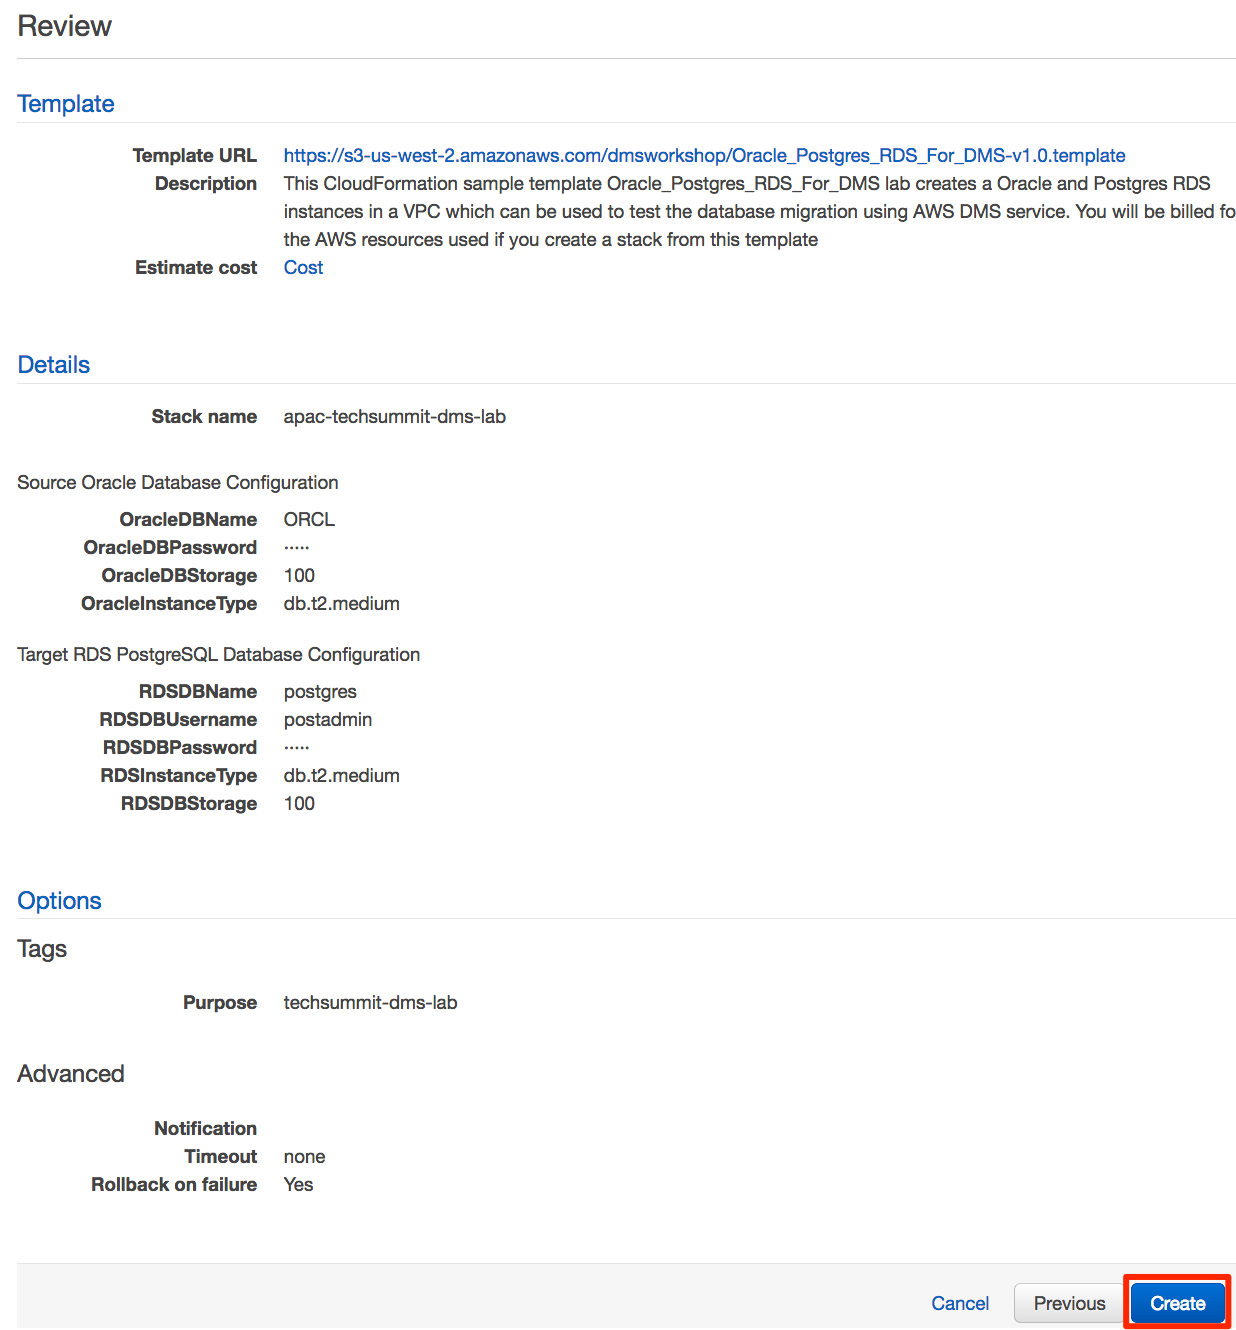 Review
Template
Template URL https://s3-us-west-2.amazonaws.com/dmsworkshop/Oracle_Postgres_RDS_For_DMS-v1.0.template
Description This CloudFormation sample template Oracle_Postgres_RDS_For_DMS lab creates a Oracle and Postgres RDS
instances in a VPC which can be used to test the database migration using AWS DMS service. You will be billed fo
the AWS resources used if you create a stack from this template
Estimate cost Cost
Details
Stack name apac-techsummit-dms-lab
Source Oracle Database Configuration
OracleDBName ORCL
OracleDBPassword ·····
OracleDBStorage 100
OracleInstanceType db.t2.medium
Target RDS PostgreSQL Database Configuration
RDSDBName postgres
RDSDBUsername postadmin
RDSDBPassword ·····
RDSInstanceType db.t2.medium
RDSDBStorage 100
Options
Tags
Purpose techsummit-dms-lab
Advanced
Notification
Timeout none
Rollback on failure Yes
Cancel Previous Create